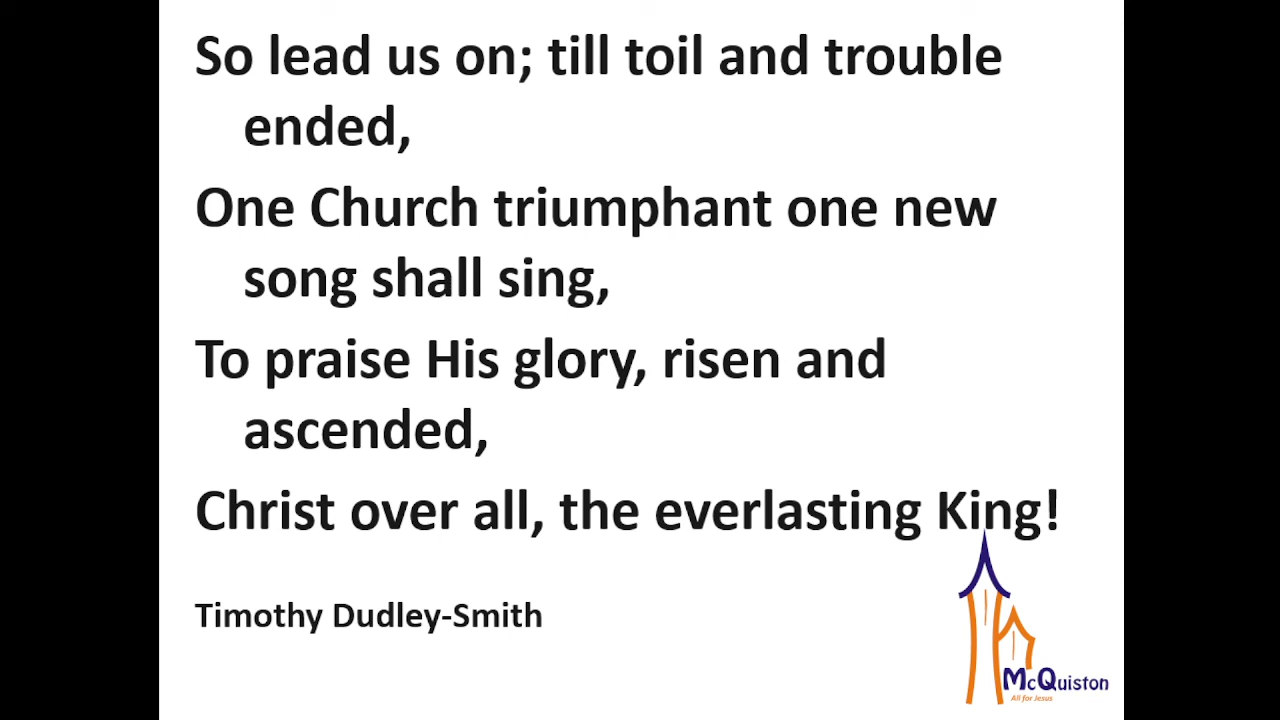 So lead us on; till toil and trouble
ended,
One Church triumphant one new
song shall sing,
To praise His glory, risen and
ascended,
Christ over all, the everlasting King!
Timothy Dudley-Smith
McQuiston
All for Jesus